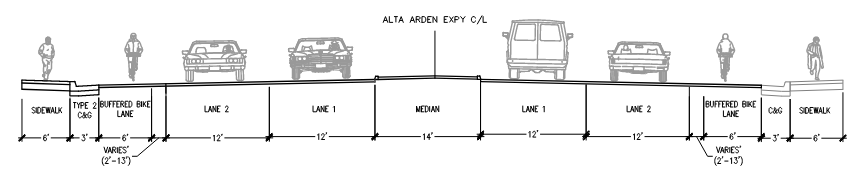 ALTA ARDEN EXPY C/L
SIDEWALK
TYPE 2
C&G
BUFFERED BIKE
LANE
LANE 2
LANE 1
MEDIAN
LANE 1
LANE 2
BUFFERED BIKE
LANE
C&G
SIDEWALK
6' 3' 6' 12' 12' 14' 12' 12' 6' 3' 6'
VARIES'
(2'-13')
VARIES'
(2'-13')